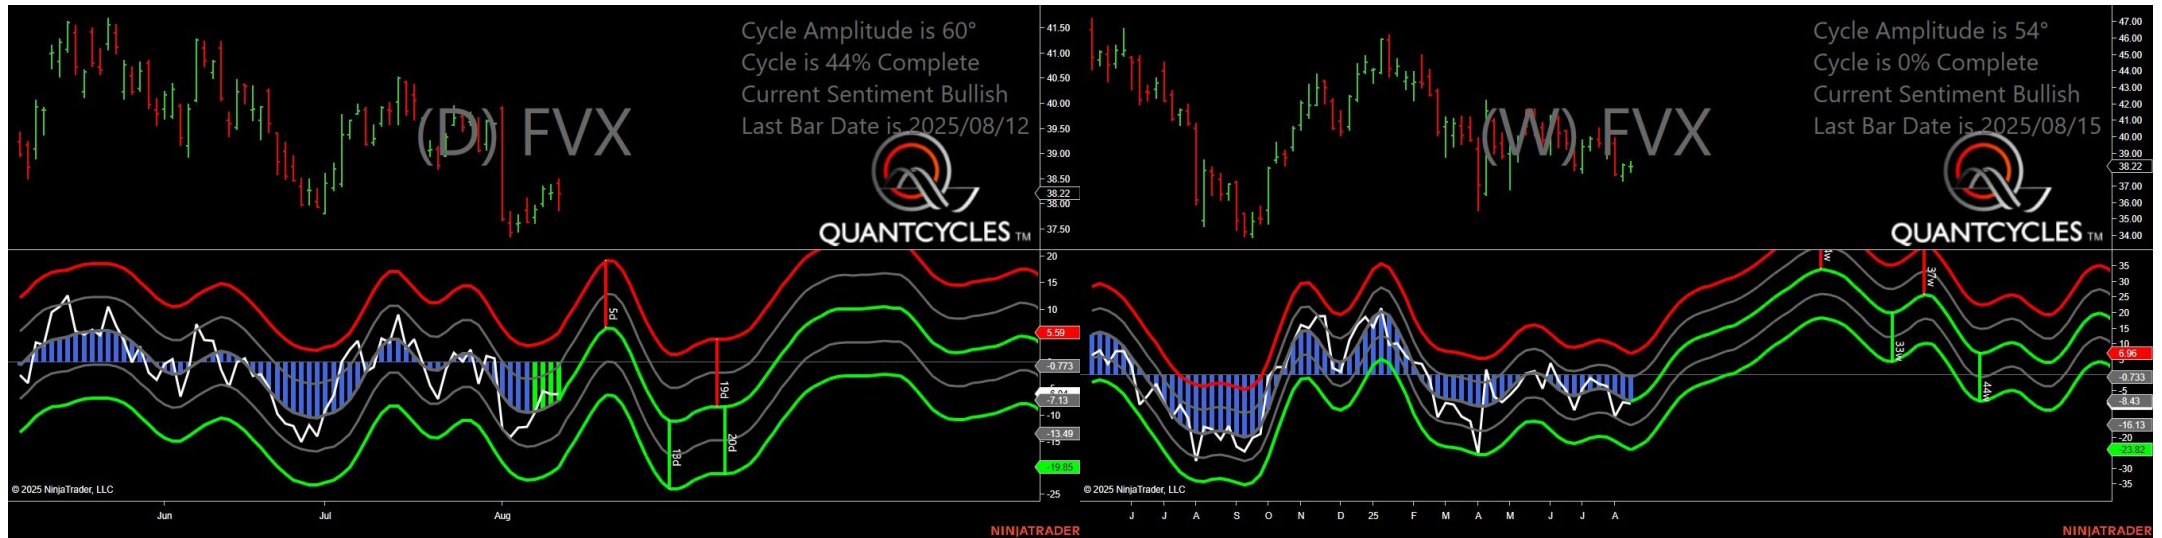 Cycle Amplitude is 60°
Cycle is 44% Complete
Current Sentiment Bullish
Last Bar Date is 2025/08/12
(D) FVX
QUANTCYCLES TM
41.50
41.00
40.50
40.00
39.50
39.00
38.50
38.22
38.00
37.50
20
15
10
5.59
-0.773
-7.13
-10
-13.49
-15
-19.85
-25
5d
13d
19d
20d
© 2025 NinjaTrader, LLC
Jun
Jul
Aug
NINJATRADER
Cycle Amplitude is 54°
Cycle is 0% Complete
Current Sentiment Bullish
Last Bar Date is 2025/08/15
(W) FVX
QUANTCYCLES TM
47.00
46.00
45.00
44.00
43.00
42.00
41.00
40.00
39.00
38.22
37.00
36.00
35.00
34.00
35
30
25
20
15
10
6.96
-0.733
-5
-8.43
-16.13
-20
-23.82
-30
-35
37w
33w
44w
© 2025 NinjaTrader, LLC
J
J
A
S
O
N
D
25
F
M
A
M
J
J
A
NINJATRADER